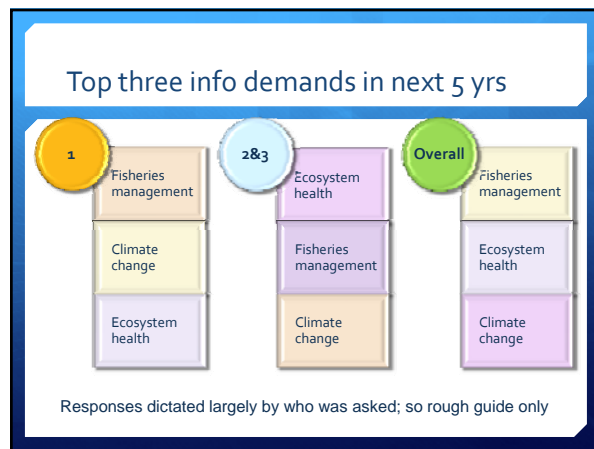 Top three info demands in next 5 yrs
1
Fisheries
management
Climate
change
Ecosystem
health
2&3
Ecosystem
health
Fisheries
management
Climate
change
Overall
Fisheries
management
Ecosystem
health
Climate
change
Responses dictated largely by who was asked; so rough guide only